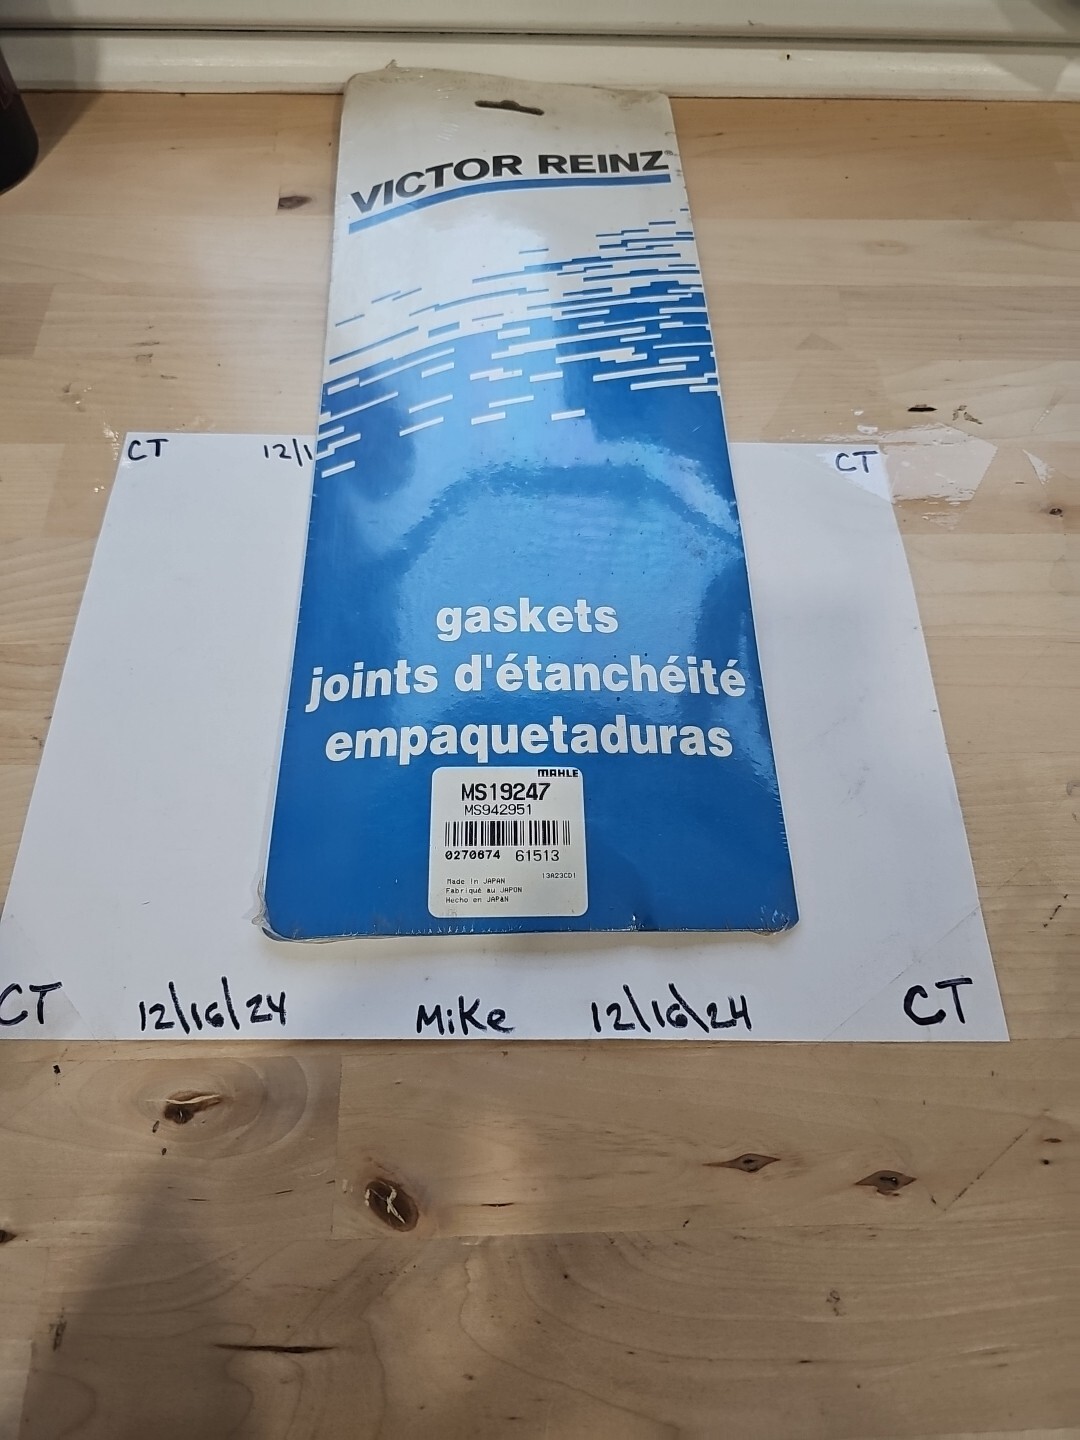 VICTOR REINZ®
CT
12/1
CT
gaskets
joints d'étanchéité
empaquetaduras
MAHLE
MS19247
MS942951
0270874 61513
13A23CD1
Made in JAPAN
Fabriqué au JAPON
Hecho en JAPAN
CT 12/16/24 MiKe 12/16/24 CT